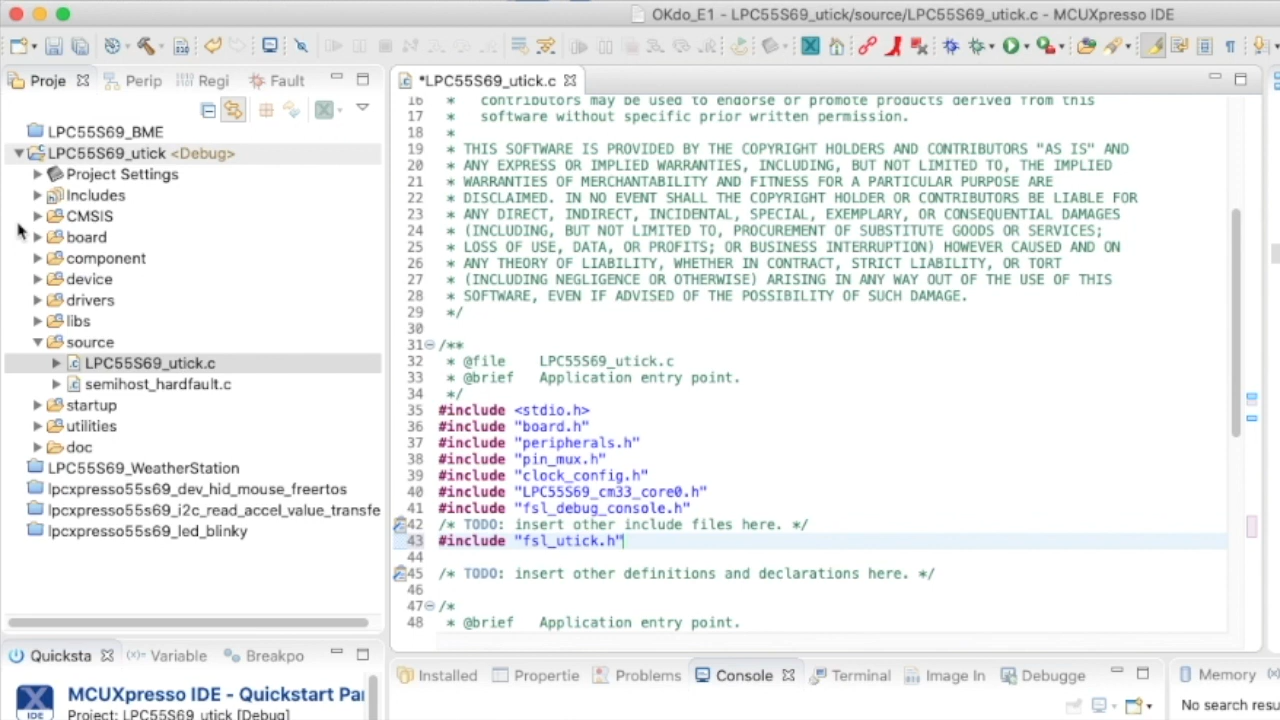 OKdo_E1 - LPC55S69_utick/source/LPC55S69_utick.c - MCUXpresso IDE
Proje
Perip
Regi
Fault
LPC55S69_BME
LPC55S69_utick <Debug>
Project Settings
Includes
CMSIS
board
component
device
drivers
libs
source
LPC55S69_utick.c
semihost_hardfault.c
startup
utilities
doc
LPC55S69_WeatherStation
lpcxpresso55s69_dev_hid_mouse_freertos
lpcxpresso55s69_i2c_read_accel_value_transfe
lpcxpresso55s69_led_blinky
*LPC55S69_utick.c
16 * contributors may be used to endorse or promote products derived from this
17 * software without specific prior written permission.
18 *
19 * THIS SOFTWARE IS PROVIDED BY THE COPYRIGHT HOLDERS AND CONTRIBUTORS "AS IS" AND
20 * ANY EXPRESS OR IMPLIED WARRANTIES, INCLUDING, BUT NOT LIMITED TO, THE IMPLIED
21 * WARRANTIES OF MERCHANTABILITY AND FITNESS FOR A PARTICULAR PURPOSE ARE
22 * DISCLAIMED. IN NO EVENT SHALL THE COPYRIGHT HOLDER OR CONTRIBUTORS BE LIABLE FOR
23 * ANY DIRECT, INDIRECT, INCIDENTAL, SPECIAL, EXEMPLARY, OR CONSEQUENTIAL DAMAGES
24 * (INCLUDING, BUT NOT LIMITED TO, PROCUREMENT OF SUBSTITUTE GOODS OR SERVICES;
25 * LOSS OF USE, DATA, OR PROFITS; OR BUSINESS INTERRUPTION) HOWEVER CAUSED AND ON
26 * ANY THEORY OF LIABILITY, WHETHER IN CONTRACT, STRICT LIABILITY, OR TORT
27 * (INCLUDING NEGLIGENCE OR OTHERWISE) ARISING IN ANY WAY OUT OF THE USE OF THIS
28 * SOFTWARE, EVEN IF ADVISED OF THE POSSIBILITY OF SUCH DAMAGE.
29 */
30
31 /**
32 * @file LPC55S69_utick.c
33 * @brief Application entry point.
34 */
35 #include <stdio.h>
36 #include "board.h"
37 #include "peripherals.h"
38 #include "pin_mux.h"
39 #include "clock_config.h"
40 #include "LPC55S69_cm33_core0.h"
41 #include "fsl_debug_console.h"
42 /* TODO: insert other include files here. */
43 #include "fsl_utick.h"
44
45 /* TODO: insert other definitions and declarations here. */
46
47 /*
48 * @brief Application entry point.
Quicksta
(x)= Variable
Breakpo
MCUXpresso IDE - Quickstart Pa
IDE
Project: LPC55S69_utick [Debug]
Installed
Propertie
Problems
Console
Terminal
Image In
Debugge
Memory
No search resu